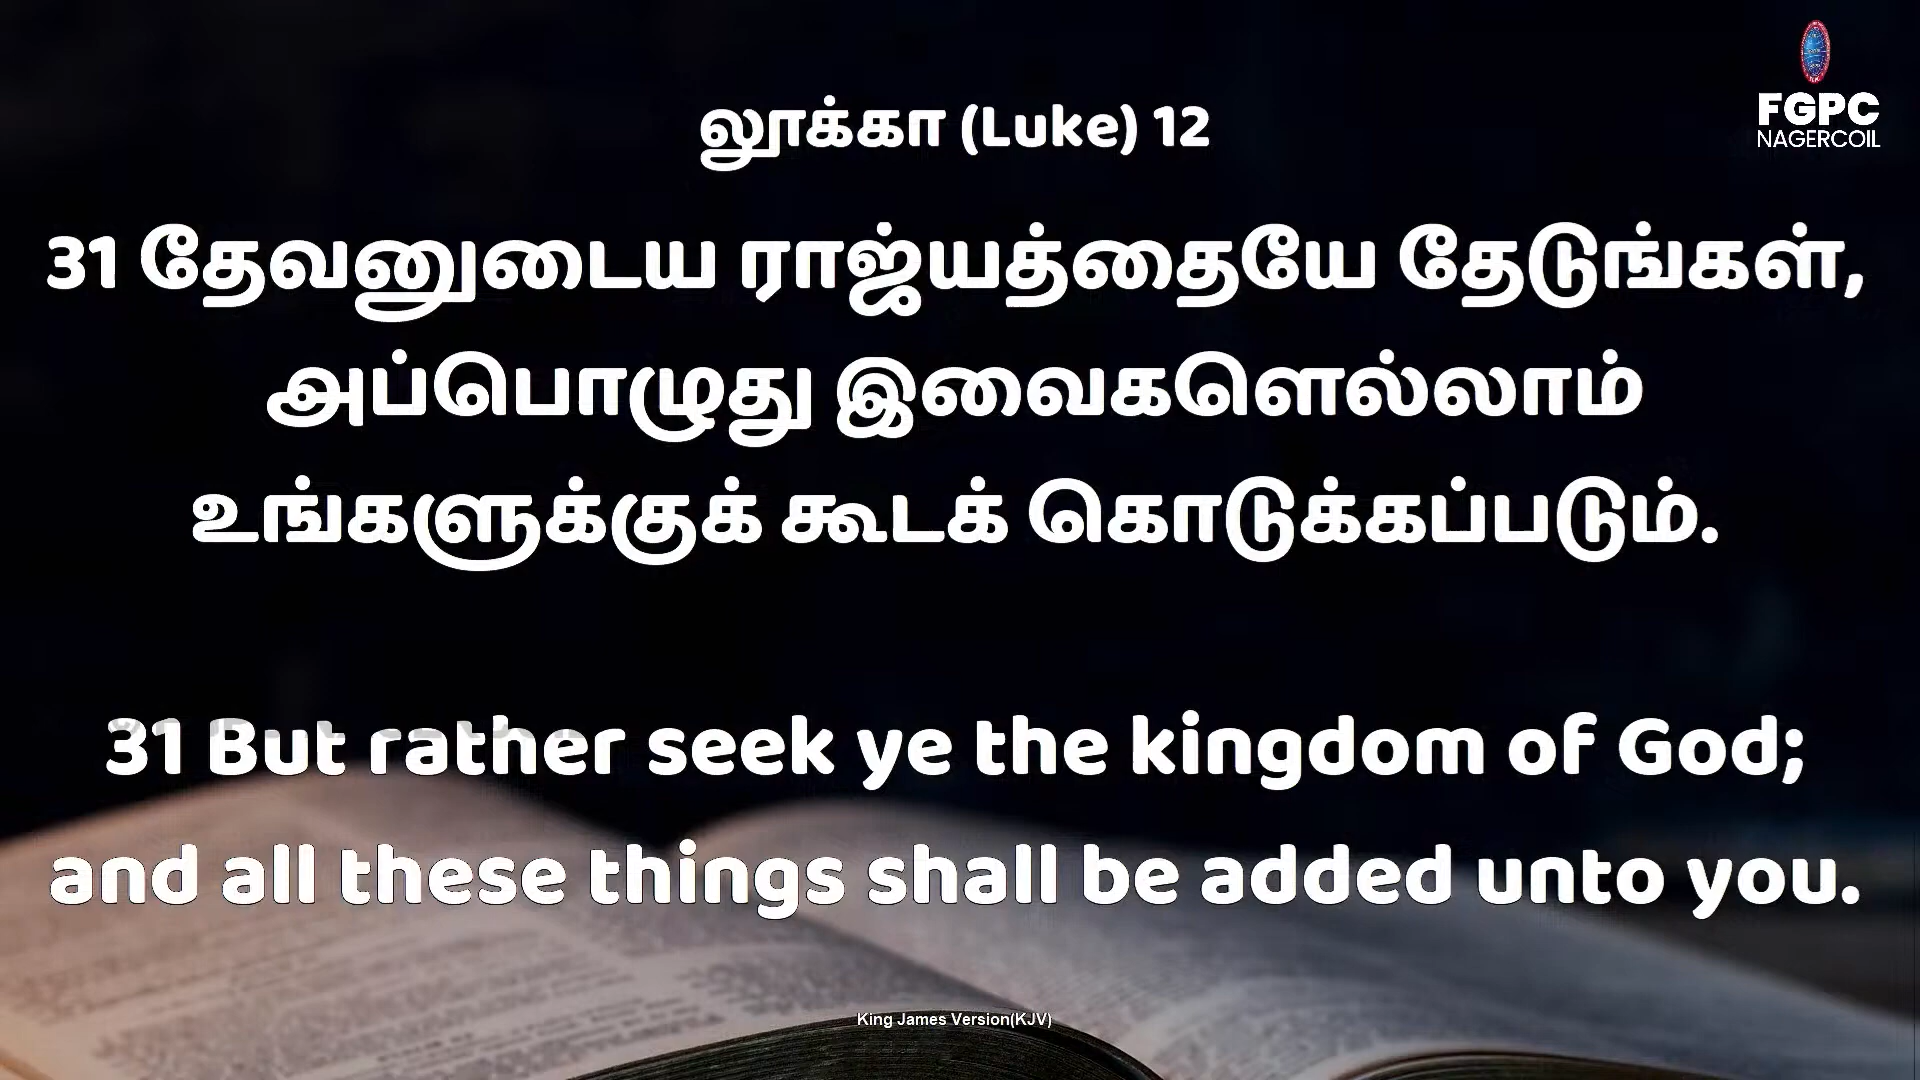 FGPC
NAGERCOIL
லூக்கா (Luke) 12
31 தேவனுடைய ராஜ்யத்தையே தேடுங்கள்,
அப்பொழுது இவைகளெல்லாம்
உங்களுக்குக் கூடக் கொடுக்கப்படும்.
31 But rather seek ye the kingdom of God;
and all these things shall be added unto you.
King James Version(KJV)